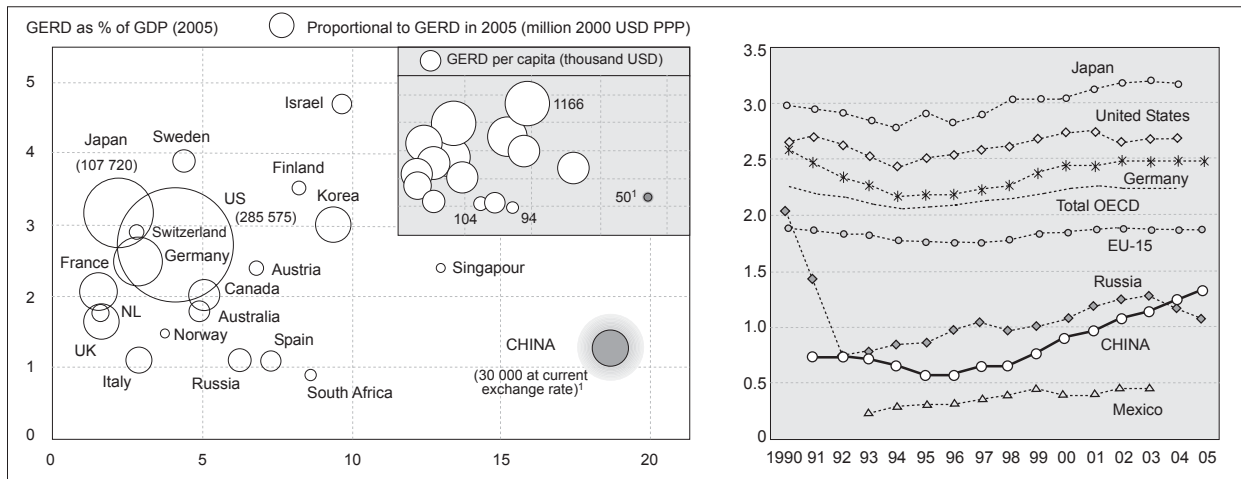 GERD as % of GDP (2005)
Proportional to GERD in 2005 (million 2000 USD PPP)
GERD per capita (thousand USD)
1166
104
94
50¹
5
4
3
2
1
0
0
5
10
15
20
Israel
Japan
(107 720)
Sweden
Finland
US
(285 575)
Korea
Switzerland
Germany
France
Austria
Singapour
Canada
NL
Australia
UK
Norway
Italy
Russia
Spain
South Africa
CHINA
(30 000 at current
exchange rate)¹
3.5
3.0
2.5
2.0
1.5
1.0
0.5
0
Japan
United States
Germany
Total OECD
EU-15
Russia
CHINA
Mexico
1990 91 92 93 94 95 96 97 98 99 00 01 02 03 04 05